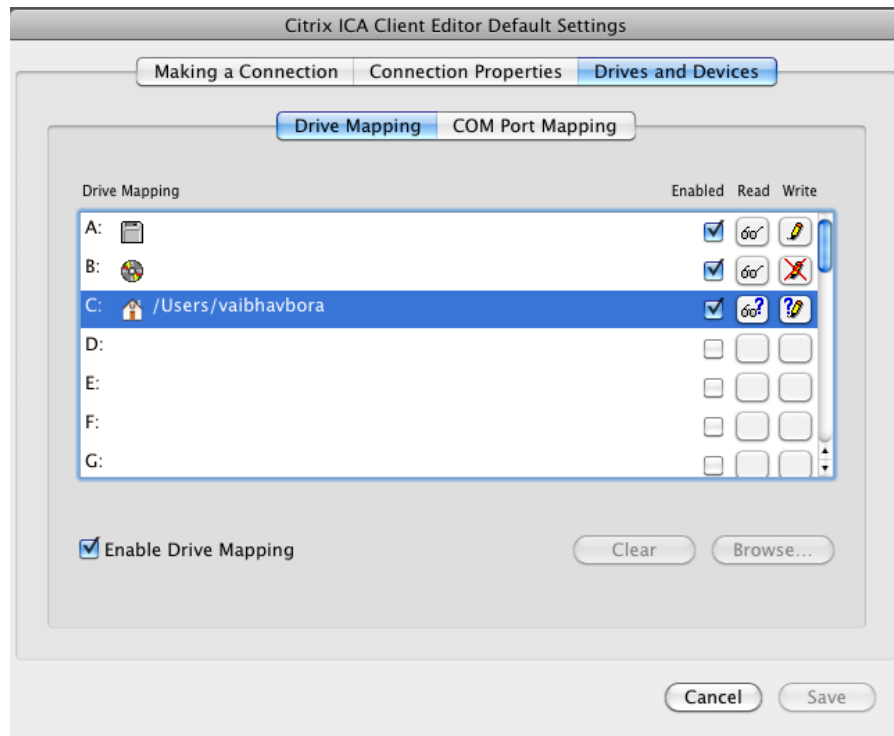 Citrix ICA Client Editor Default Settings
Making a Connection Connection Properties Drives and Devices
Drive Mapping COM Port Mapping
Drive Mapping Enabled Read Write
A:
B:
C: /Users/vaibhavbora
D:
E:
F:
G:
Enable Drive Mapping Clear Browse...
Cancel Save